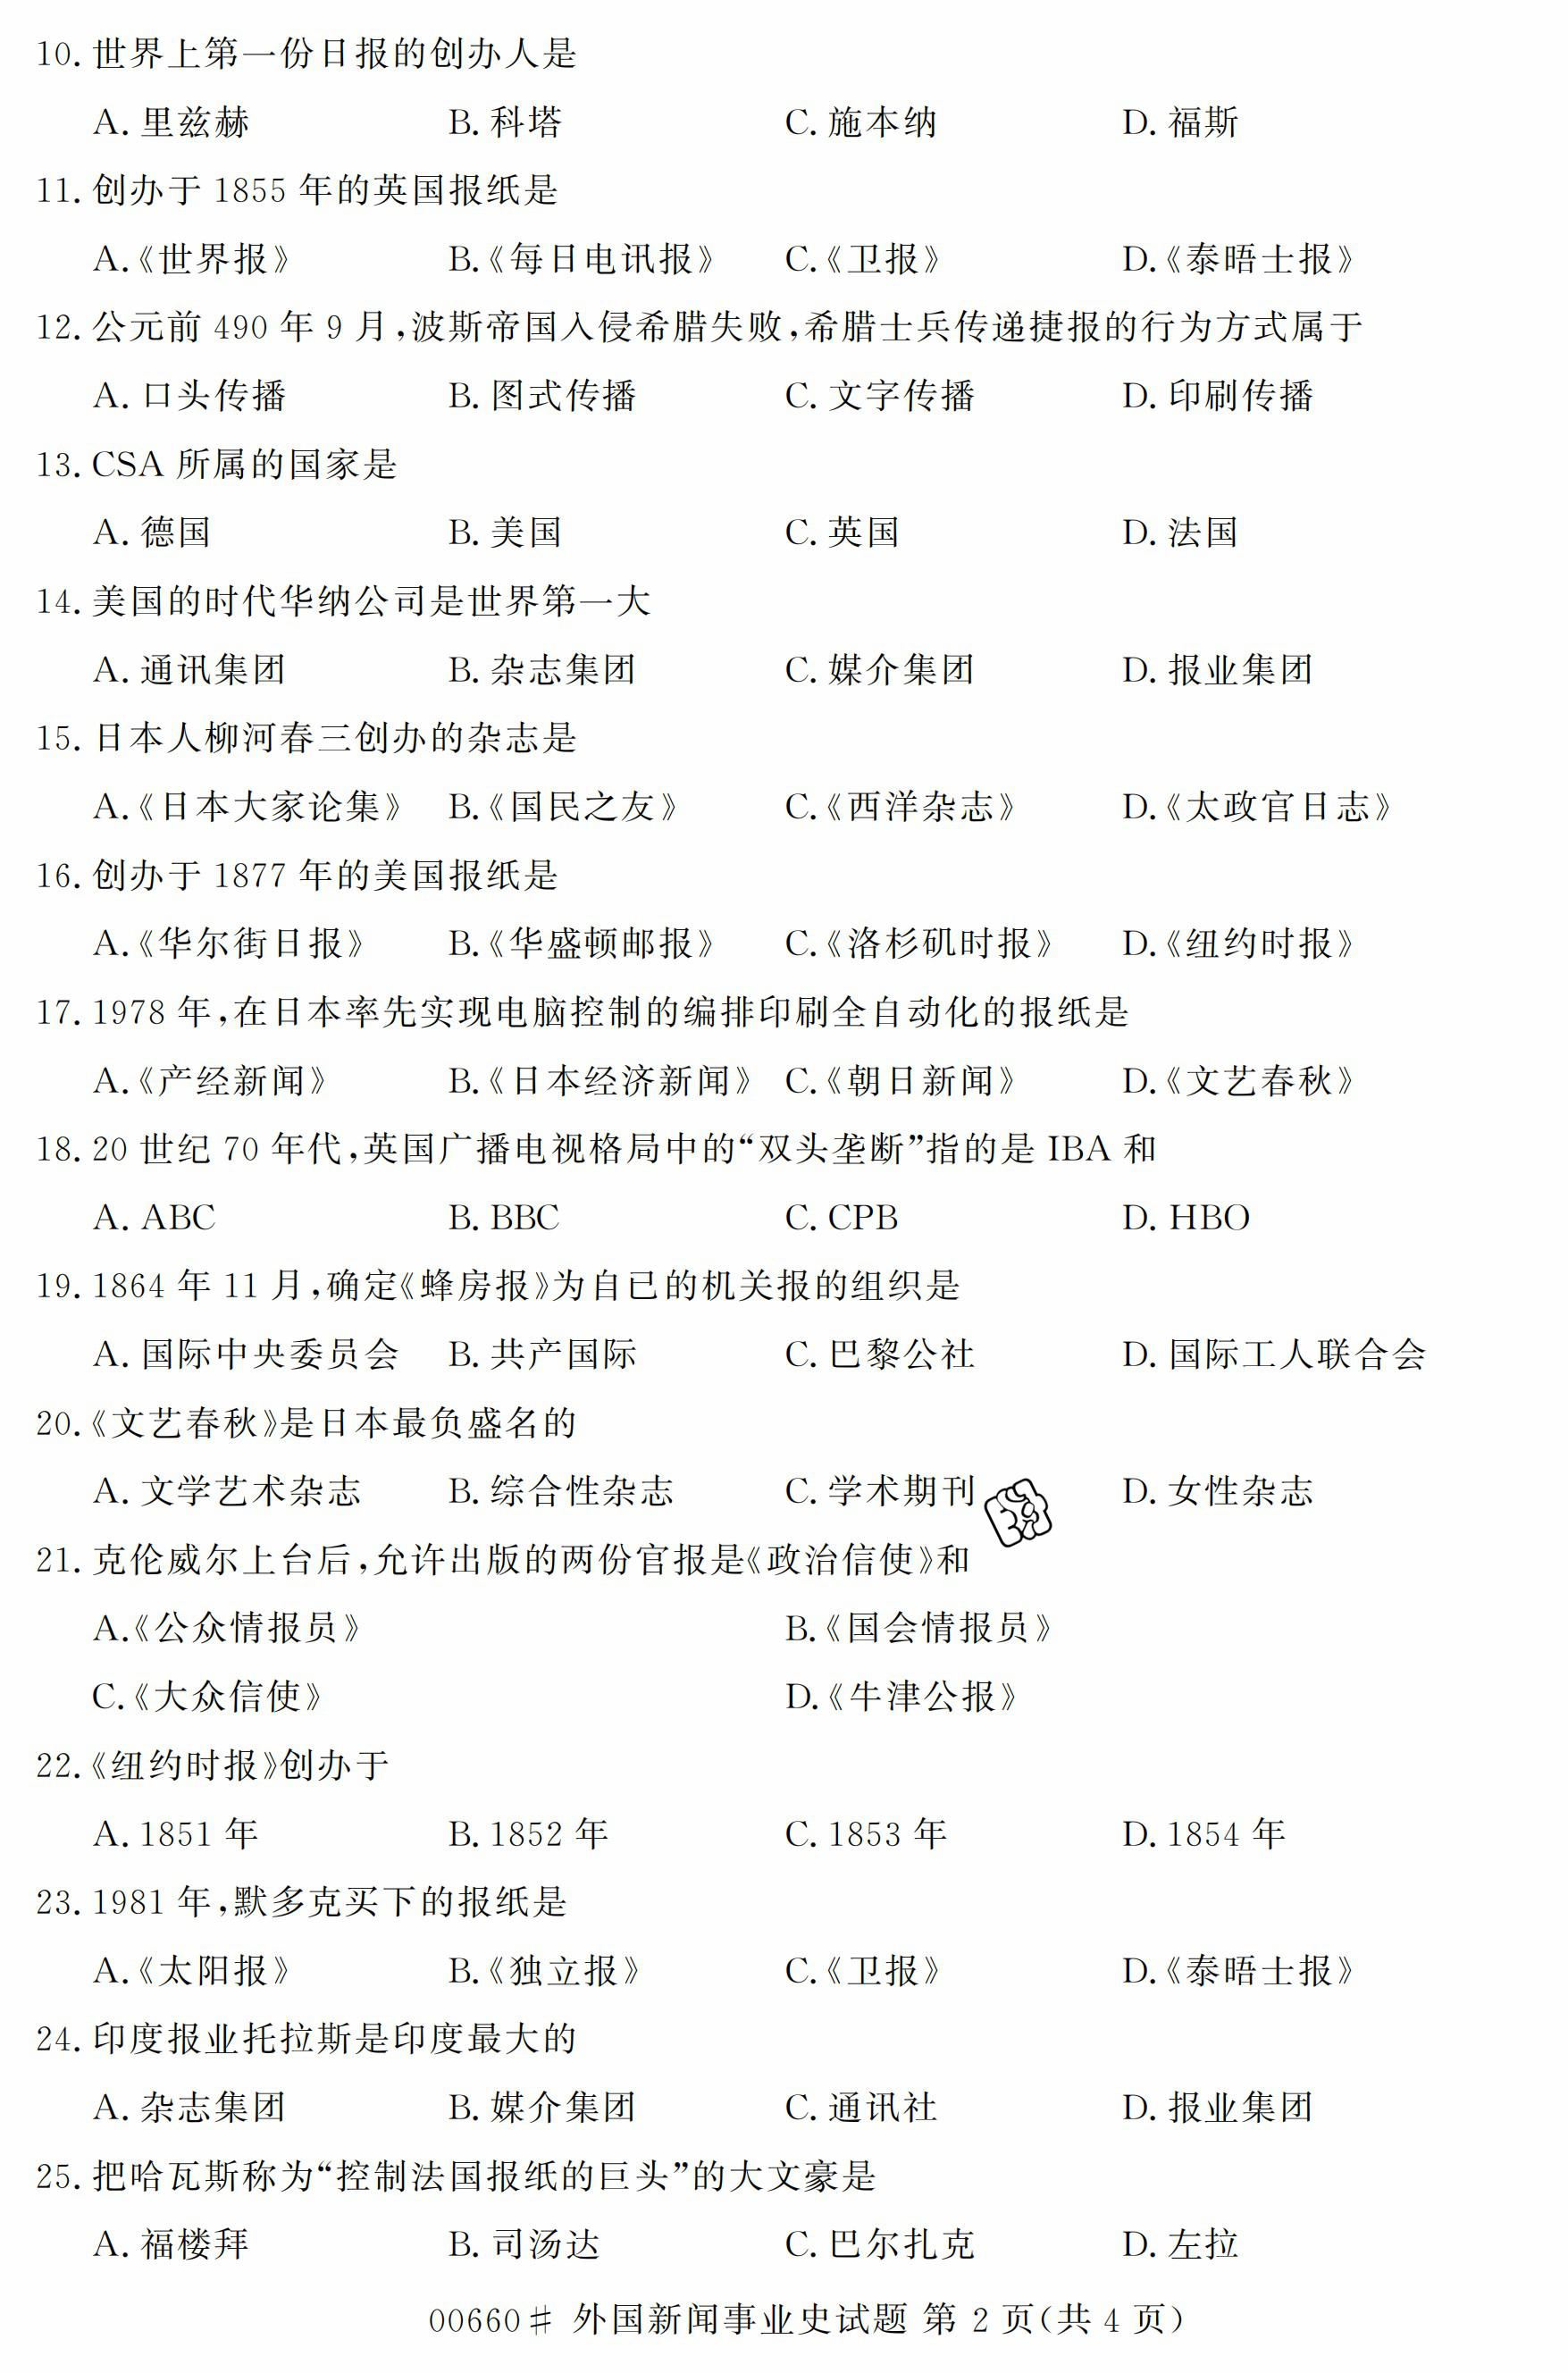 10. 世界上第一份日报的创办人是
A. 里兹赫 B. 科塔 C. 施本纳 D. 福斯
11. 创办于 1855 年的英国报纸是
A.《世界报》 B.《每日电讯报》 C.《卫报》 D.《泰晤士报》
12. 公元前 490 年 9 月,波斯帝国入侵希腊失败,希腊士兵传递捷报的行为方式属于
A. 口头传播 B. 图式传播 C. 文字传播 D. 印刷传播
13. CSA 所属的国家是
A. 德国 B. 美国 C. 英国 D. 法国
14. 美国的时代华纳公司是世界第一大
A. 通讯集团 B. 杂志集团 C. 媒介集团 D. 报业集团
15. 日本人柳河春三创办的杂志是
A.《日本大家论集》 B.《国民之友》 C.《西洋杂志》 D.《太政官日志》
16. 创办于 1877 年的美国报纸是
A.《华尔街日报》 B.《华盛顿邮报》 C.《洛杉矶时报》 D.《纽约时报》
17. 1978 年,在日本率先实现电脑控制的编排印刷全自动化的报纸是
A.《产经新闻》 B.《日本经济新闻》 C.《朝日新闻》 D.《文艺春秋》
18. 20 世纪 70 年代,英国广播电视格局中的“双头垄断”指的是 IBA 和
A. ABC B. BBC C. CPB D. HBO
19. 1864 年 11 月,确定《蜂房报》为自已的机关报的组织是
A. 国际中央委员会 B. 共产国际 C. 巴黎公社 D. 国际工人联合会
20.《文艺春秋》是日本最负盛名的
A. 文学艺术杂志 B. 综合性杂志 C. 学术期刊 D. 女性杂志
21. 克伦威尔上台后,允许出版的两份官报是《政治信使》和
A.《公众情报员》 B.《国会情报员》
C.《大众信使》 D.《牛津公报》
22.《纽约时报》创办于
A. 1851 年 B. 1852 年 C. 1853 年 D. 1854 年
23. 1981 年,默多克买下的报纸是
A.《太阳报》 B.《独立报》 C.《卫报》 D.《泰晤士报》
24. 印度报业托拉斯是印度最大的
A. 杂志集团 B. 媒介集团 C. 通讯社 D. 报业集团
25. 把哈瓦斯称为“控制法国报纸的巨头”的大文豪是
A. 福楼拜 B. 司汤达 C. 巴尔扎克 D. 左拉
00660# 外国新闻事业史试题 第 2 页(共 4 页)